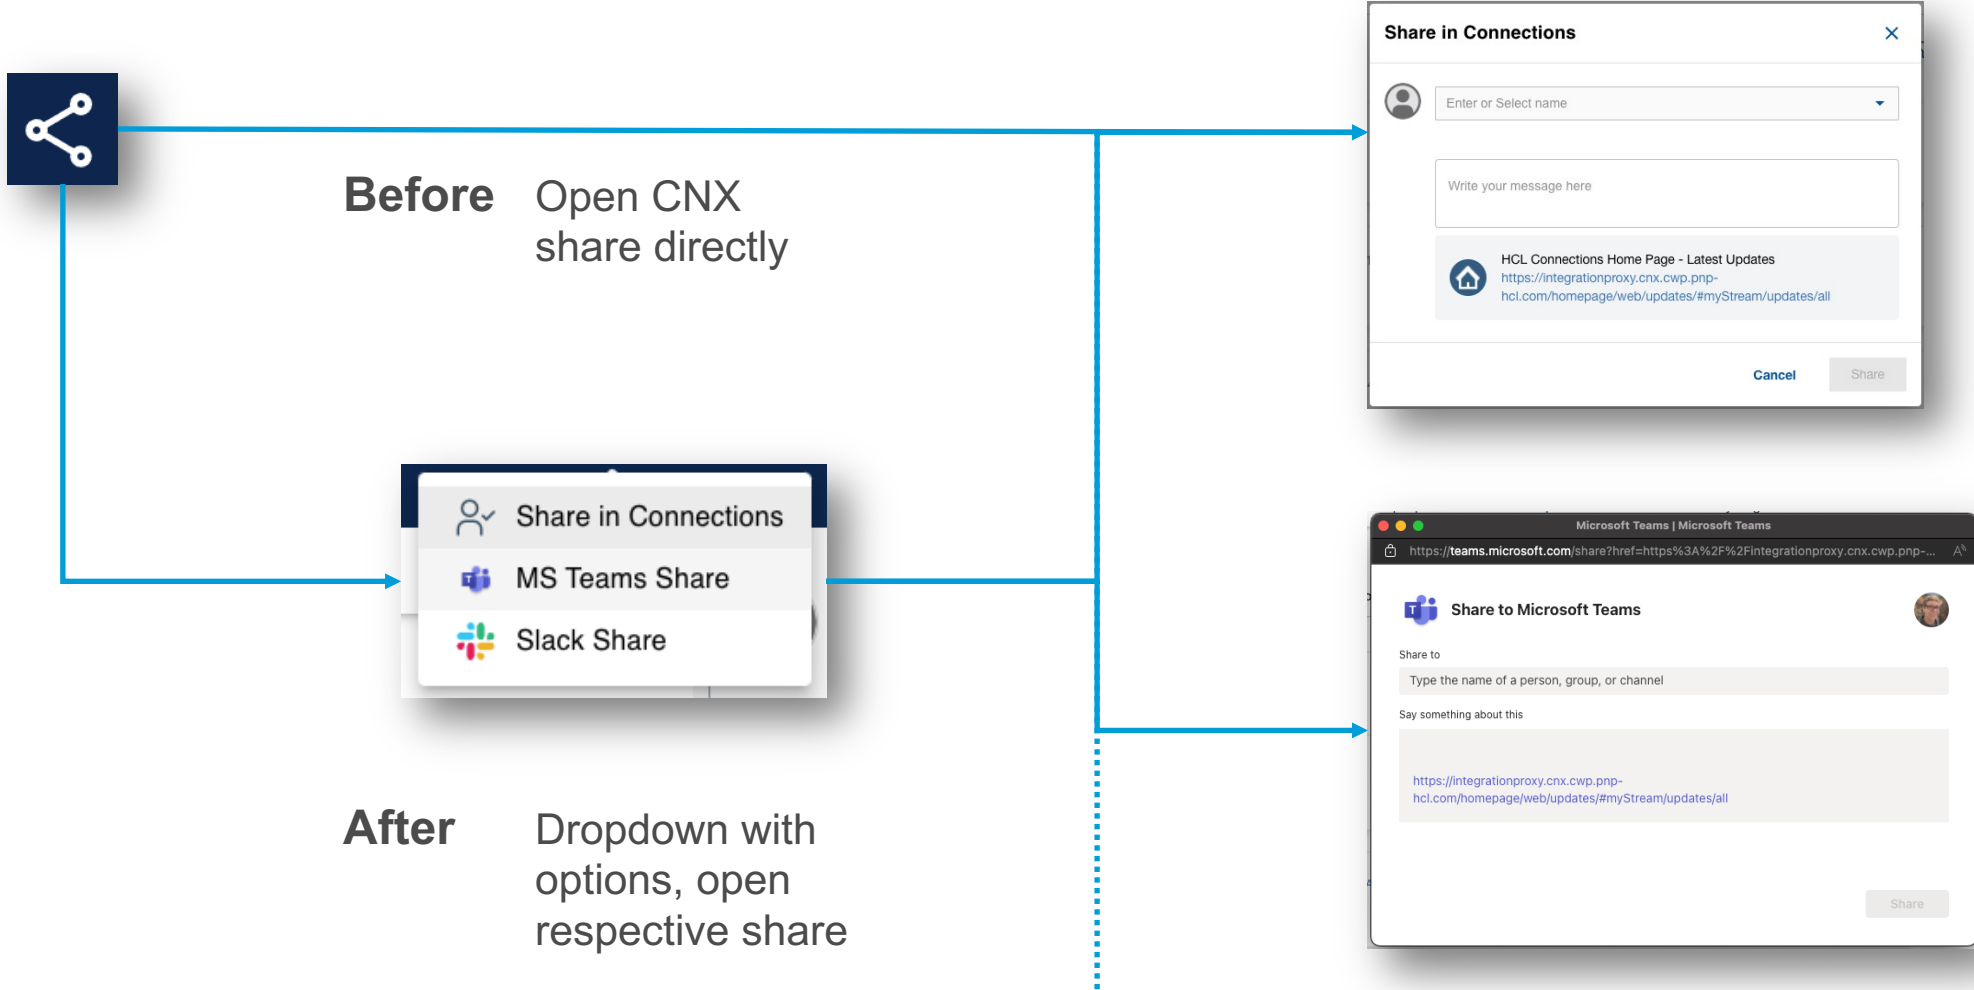 Before
Open CNX
share directly
Share in Connections
MS Teams Share
Slack Share
After
Dropdown with
options, open
respective share
Share in Connections
Enter or Select name
Write your message here
HCL Connections Home Page - Latest Updates
https://integrationproxy.cnx.cwp.pnp-
hcl.com/homepage/web/updates/#myStream/updates/all
Cancel
Share
Microsoft Teams | Microsoft Teams
https://teams.microsoft.com/share?href=https%3A%2F%2Fintegrationproxy.cnx.cwp.pnp-...
Share to Microsoft Teams
Share to
Type the name of a person, group, or channel
Say something about this
https://integrationproxy.cnx.cwp.pnp-
hcl.com/homepage/web/updates/#myStream/updates/all
Share